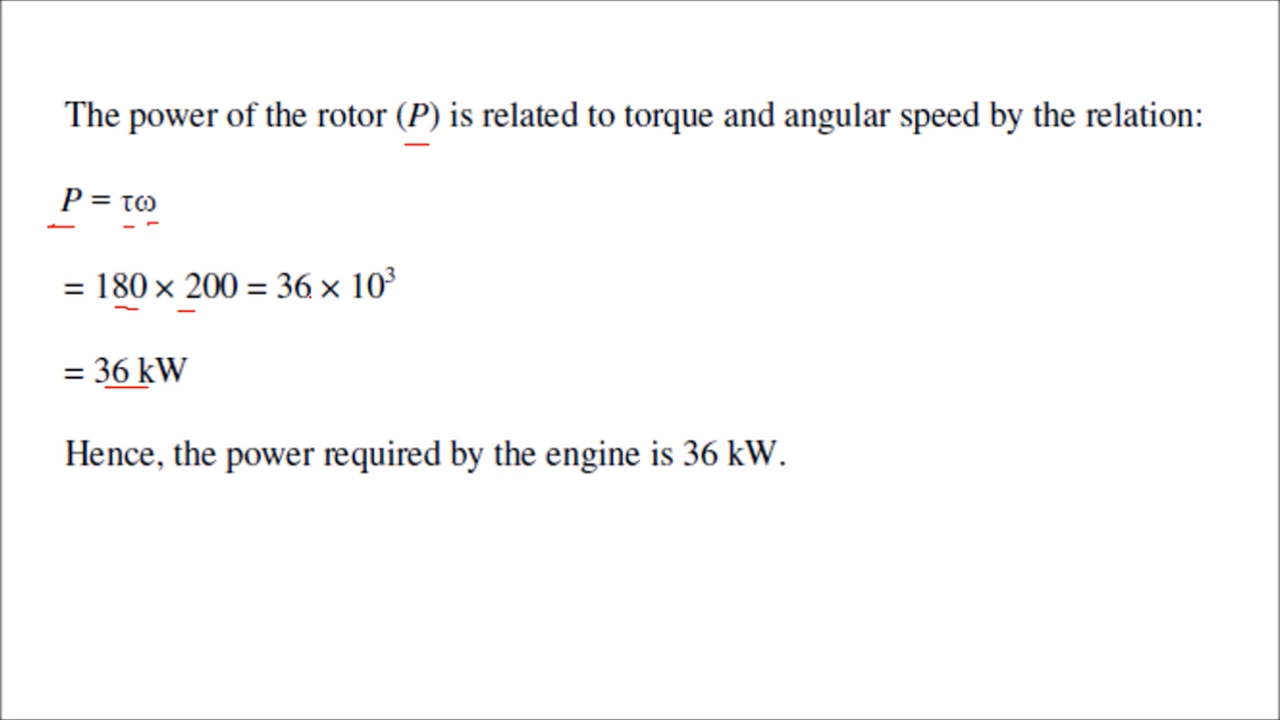 The power of the rotor (P) is related to torque and angular speed by the relation:
P = τω
= 180 × 200 = 36 × 10³
= 36 kW
Hence, the power required by the engine is 36 kW.